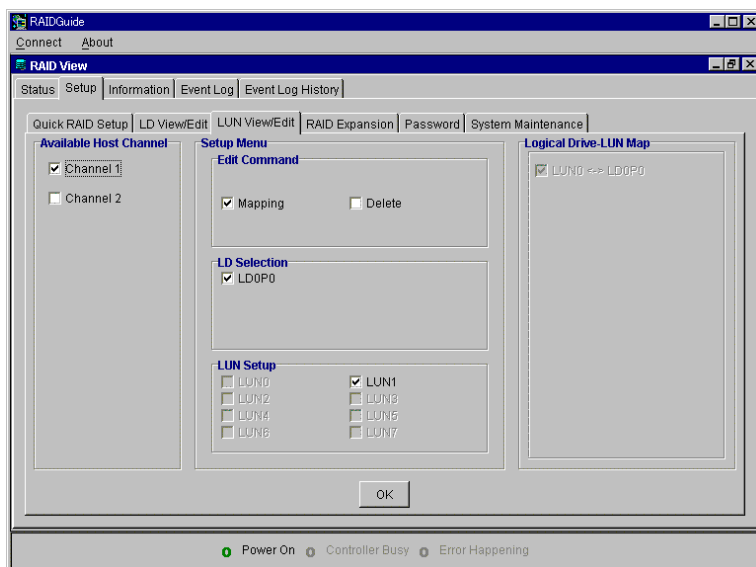 RAIDGuide
Connect About
RAID View
Status Setup Information Event Log Event Log History
Quick RAID Setup LD View/Edit LUN View/Edit RAID Expansion Password System Maintenance
Available Host Channel
Channel 1
Channel 2
Setup Menu
Edit Command
Mapping Delete
LD Selection
LD0P0
LUN Setup
LUN0 LUN1
LUN2 LUN3
LUN4 LUN5
LUN6 LUN7
Logical Drive-LUN Map
LUN0 <-> LD0P0
OK
Power On Controller Busy Error Happening